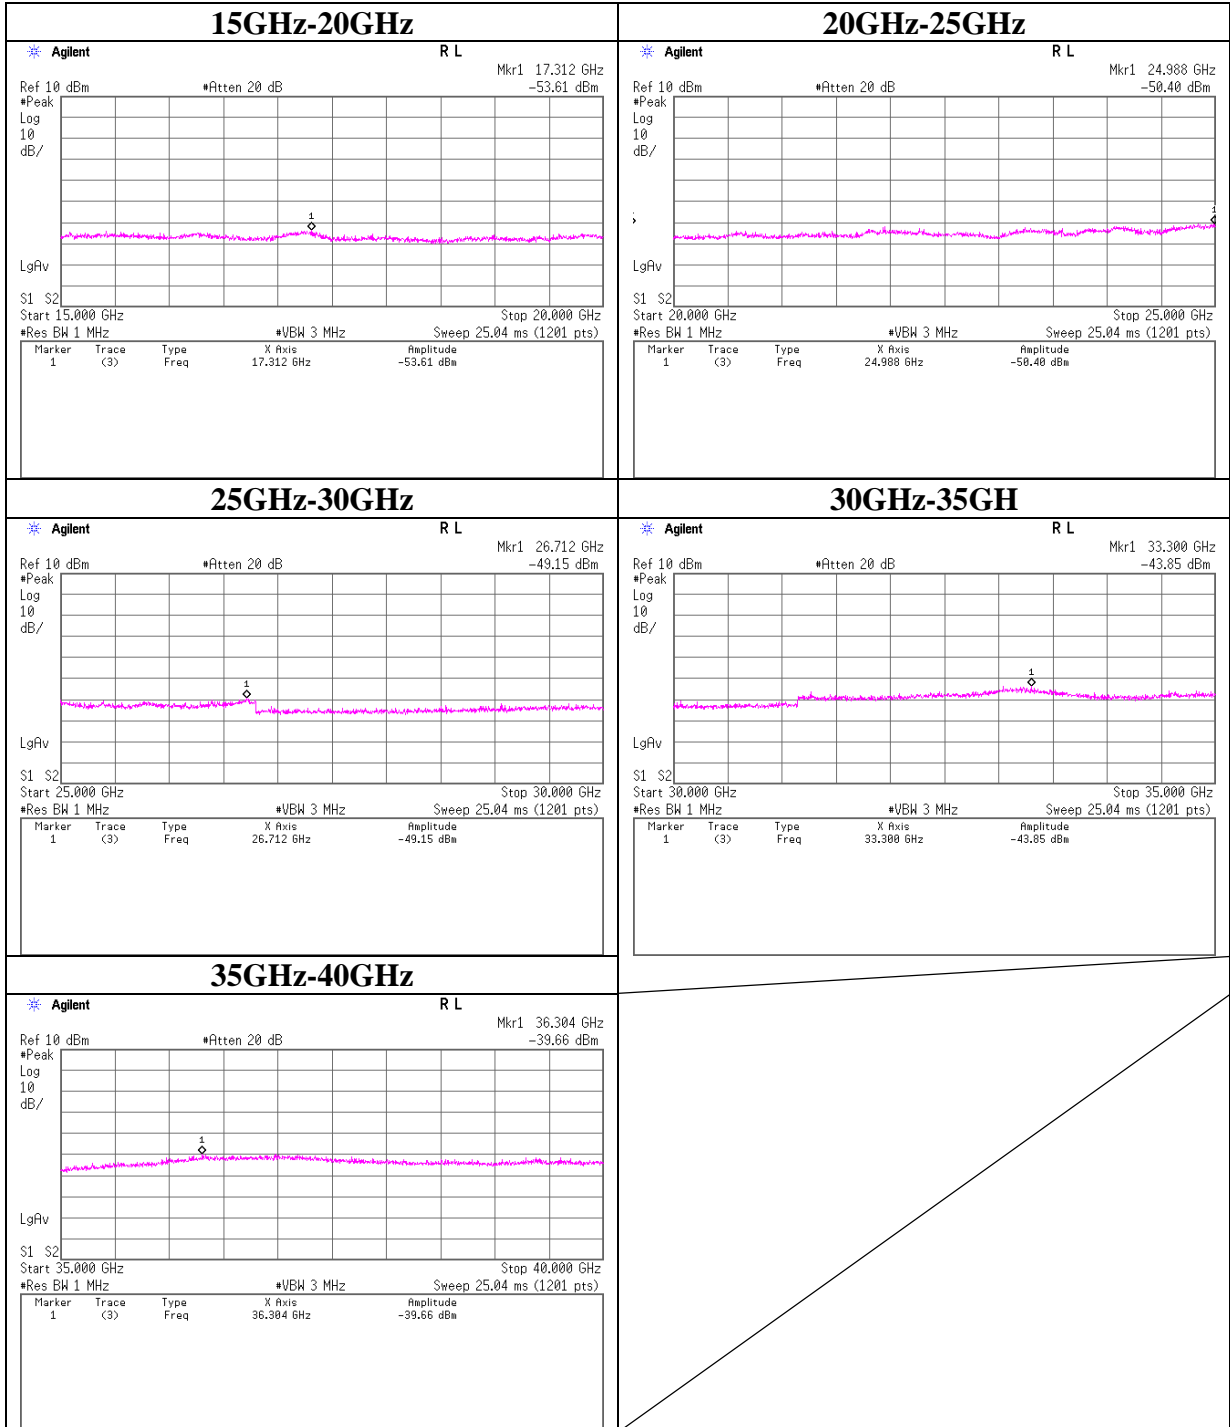 15GHz-20GHz
Agilent R L
Mkr1 17.312 GHz
Ref 10 dBm #Atten 20 dB -53.61 dBm
#Peak
Log
10
dB/
1
LgAv
S1 S2
Start 15.000 GHz Stop 20.000 GHz
#Res BW 1 MHz #VBW 3 MHz Sweep 25.04 ms (1201 pts)
Marker Trace Type X Axis Amplitude
1 (3) Freq 17.312 GHz -53.61 dBm
20GHz-25GHz
Agilent R L
Mkr1 24.988 GHz
Ref 10 dBm #Atten 20 dB -50.40 dBm
#Peak
Log
10
dB/
1
LgAv
S1 S2
Start 20.000 GHz Stop 25.000 GHz
#Res BW 1 MHz #VBW 3 MHz Sweep 25.04 ms (1201 pts)
Marker Trace Type X Axis Amplitude
1 (3) Freq 24.988 GHz -50.40 dBm
25GHz-30GHz
Agilent R L
Mkr1 26.712 GHz
Ref 10 dBm #Atten 20 dB -49.15 dBm
#Peak
Log
10
dB/
1
LgAv
S1 S2
Start 25.000 GHz Stop 30.000 GHz
#Res BW 1 MHz #VBW 3 MHz Sweep 25.04 ms (1201 pts)
Marker Trace Type X Axis Amplitude
1 (3) Freq 26.712 GHz -49.15 dBm
30GHz-35GH
Agilent R L
Mkr1 33.300 GHz
Ref 10 dBm #Atten 20 dB -43.85 dBm
#Peak
Log
10
dB/
1
LgAv
S1 S2
Start 30.000 GHz Stop 35.000 GHz
#Res BW 1 MHz #VBW 3 MHz Sweep 25.04 ms (1201 pts)
Marker Trace Type X Axis Amplitude
1 (3) Freq 33.300 GHz -43.85 dBm
35GHz-40GHz
Agilent R L
Mkr1 36.304 GHz
Ref 10 dBm #Atten 20 dB -39.66 dBm
#Peak
Log
10
dB/
1
LgAv
S1 S2
Start 35.000 GHz Stop 40.000 GHz
#Res BW 1 MHz #VBW 3 MHz Sweep 25.04 ms (1201 pts)
Marker Trace Type X Axis Amplitude
1 (3) Freq 36.304 GHz -39.66 dBm